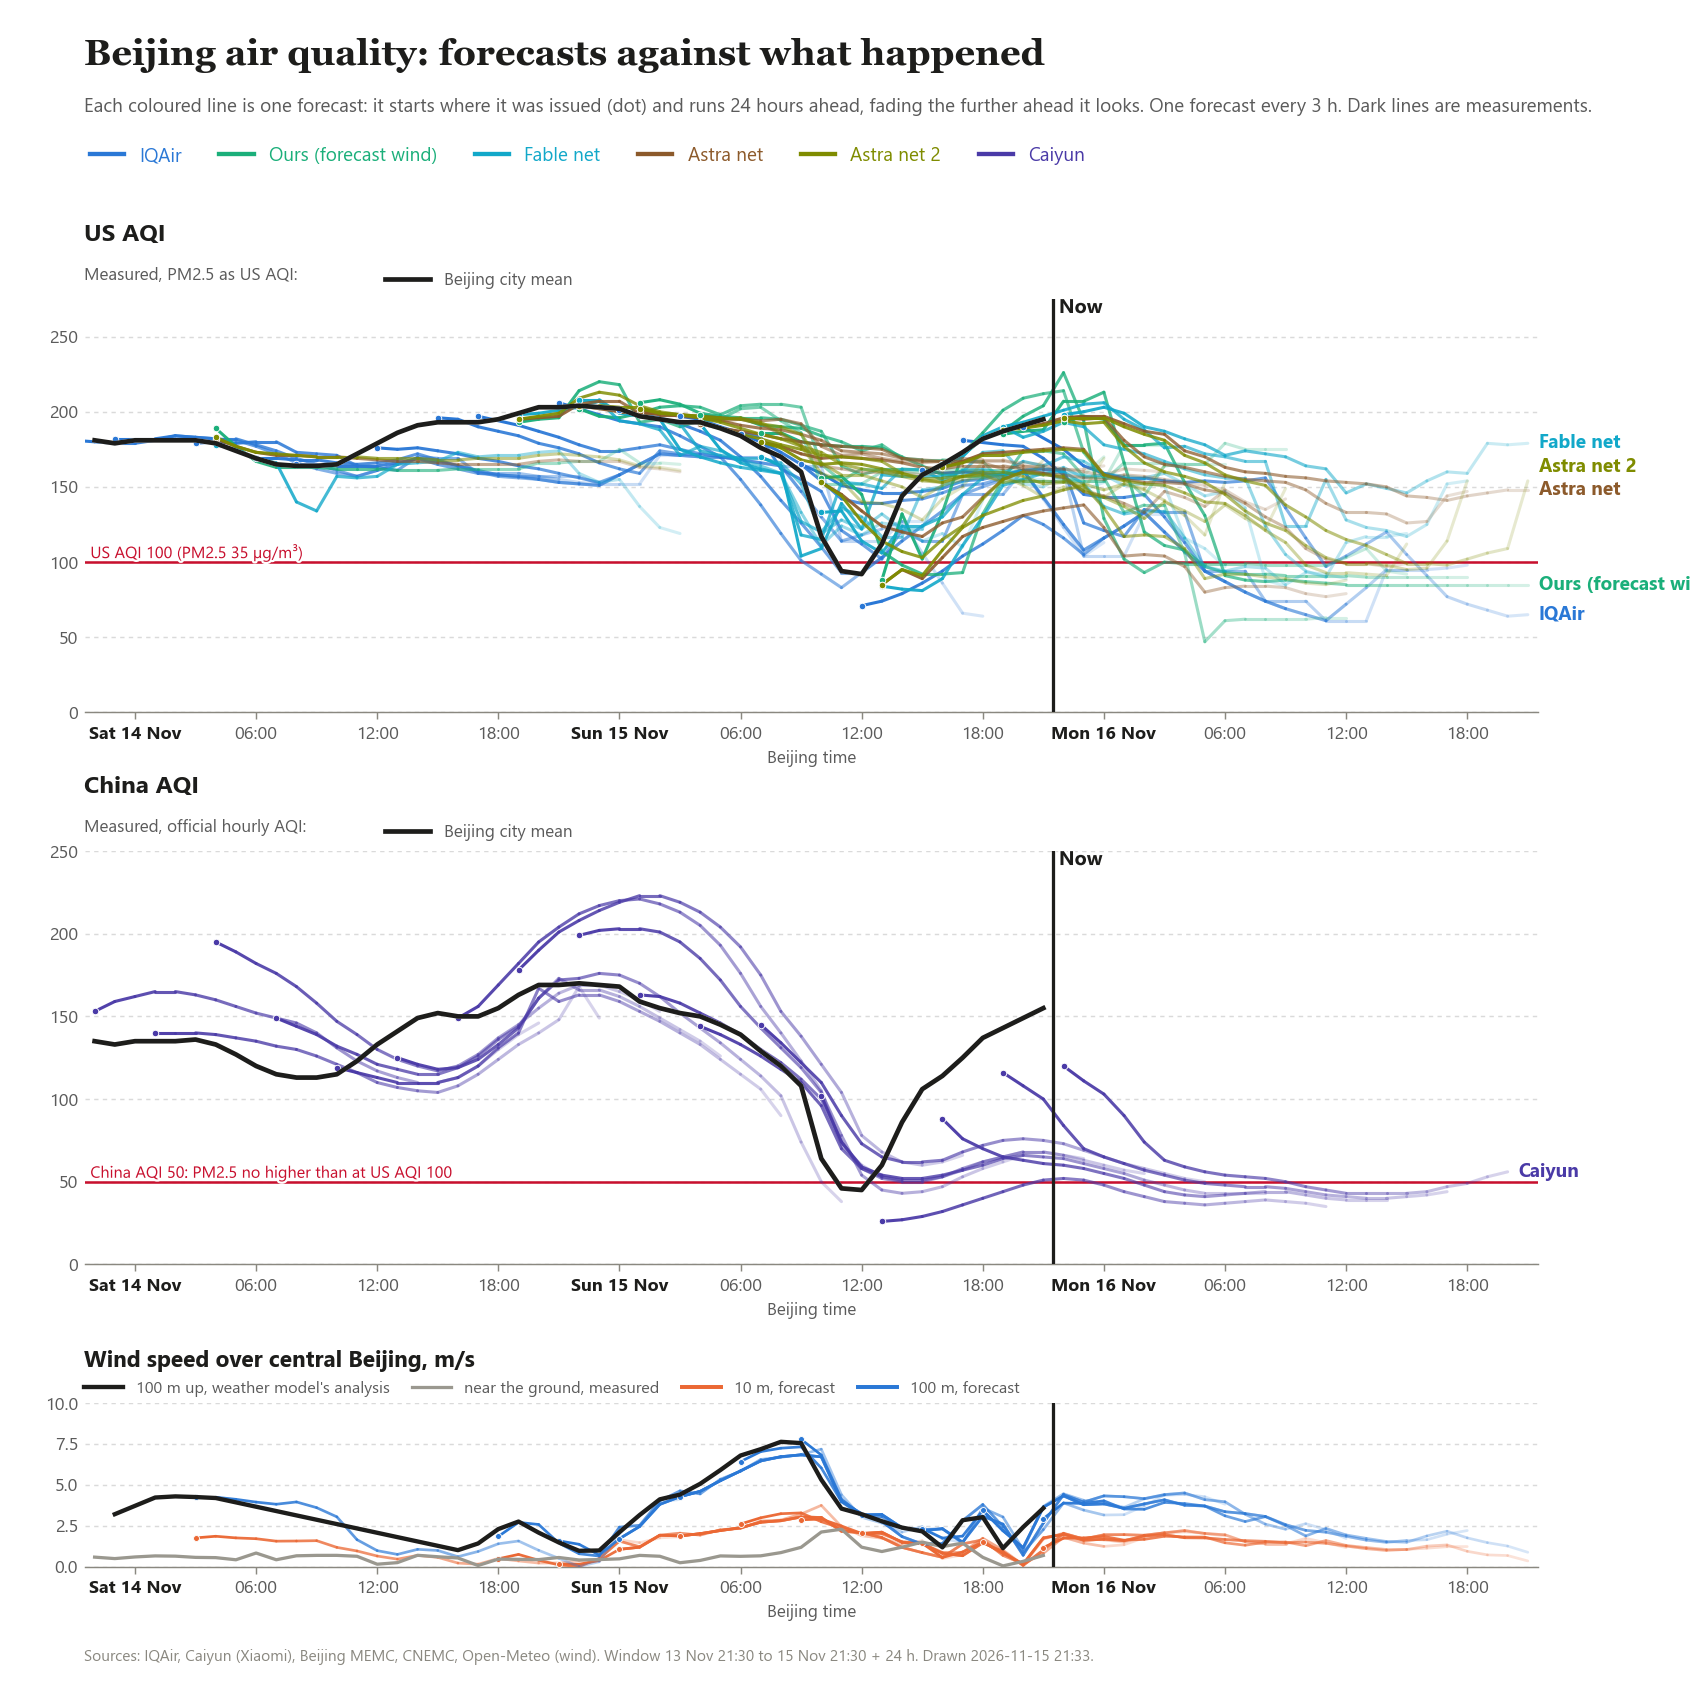 Beijing air quality: forecasts against what happened
Each coloured line is one forecast: it starts where it was issued (dot) and runs 24 hours ahead, fading the further ahead it looks. One forecast every 3 h. Dark lines are measurements.
IQAir Ours (forecast wind) Fable net Astra net Astra net 2 Caiyun
US AQI
Measured, PM2.5 as US AQI: Beijing city mean
Now
250
200
150
100
50
0
US AQI 100 (PM2.5 35 µg/m³)
Fable net
Astra net 2
Astra net
Ours (forecast wi
IQAir
Sat 14 Nov 06:00 12:00 18:00 Sun 15 Nov 06:00 12:00 18:00 Mon 16 Nov 06:00 12:00 18:00
Beijing time
China AQI
Measured, official hourly AQI: Beijing city mean
Now
250
200
150
100
50
0
China AQI 50: PM2.5 no higher than at US AQI 100
Caiyun
Sat 14 Nov 06:00 12:00 18:00 Sun 15 Nov 06:00 12:00 18:00 Mon 16 Nov 06:00 12:00 18:00
Beijing time
Wind speed over central Beijing, m/s
100 m up, weather model's analysis near the ground, measured 10 m, forecast 100 m, forecast
10.0
7.5
5.0
2.5
0.0
Sat 14 Nov 06:00 12:00 18:00 Sun 15 Nov 06:00 12:00 18:00 Mon 16 Nov 06:00 12:00 18:00
Beijing time
Sources: IQAir, Caiyun (Xiaomi), Beijing MEMC, CNEMC, Open-Meteo (wind). Window 13 Nov 21:30 to 15 Nov 21:30 + 24 h. Drawn 2026-11-15 21:33.